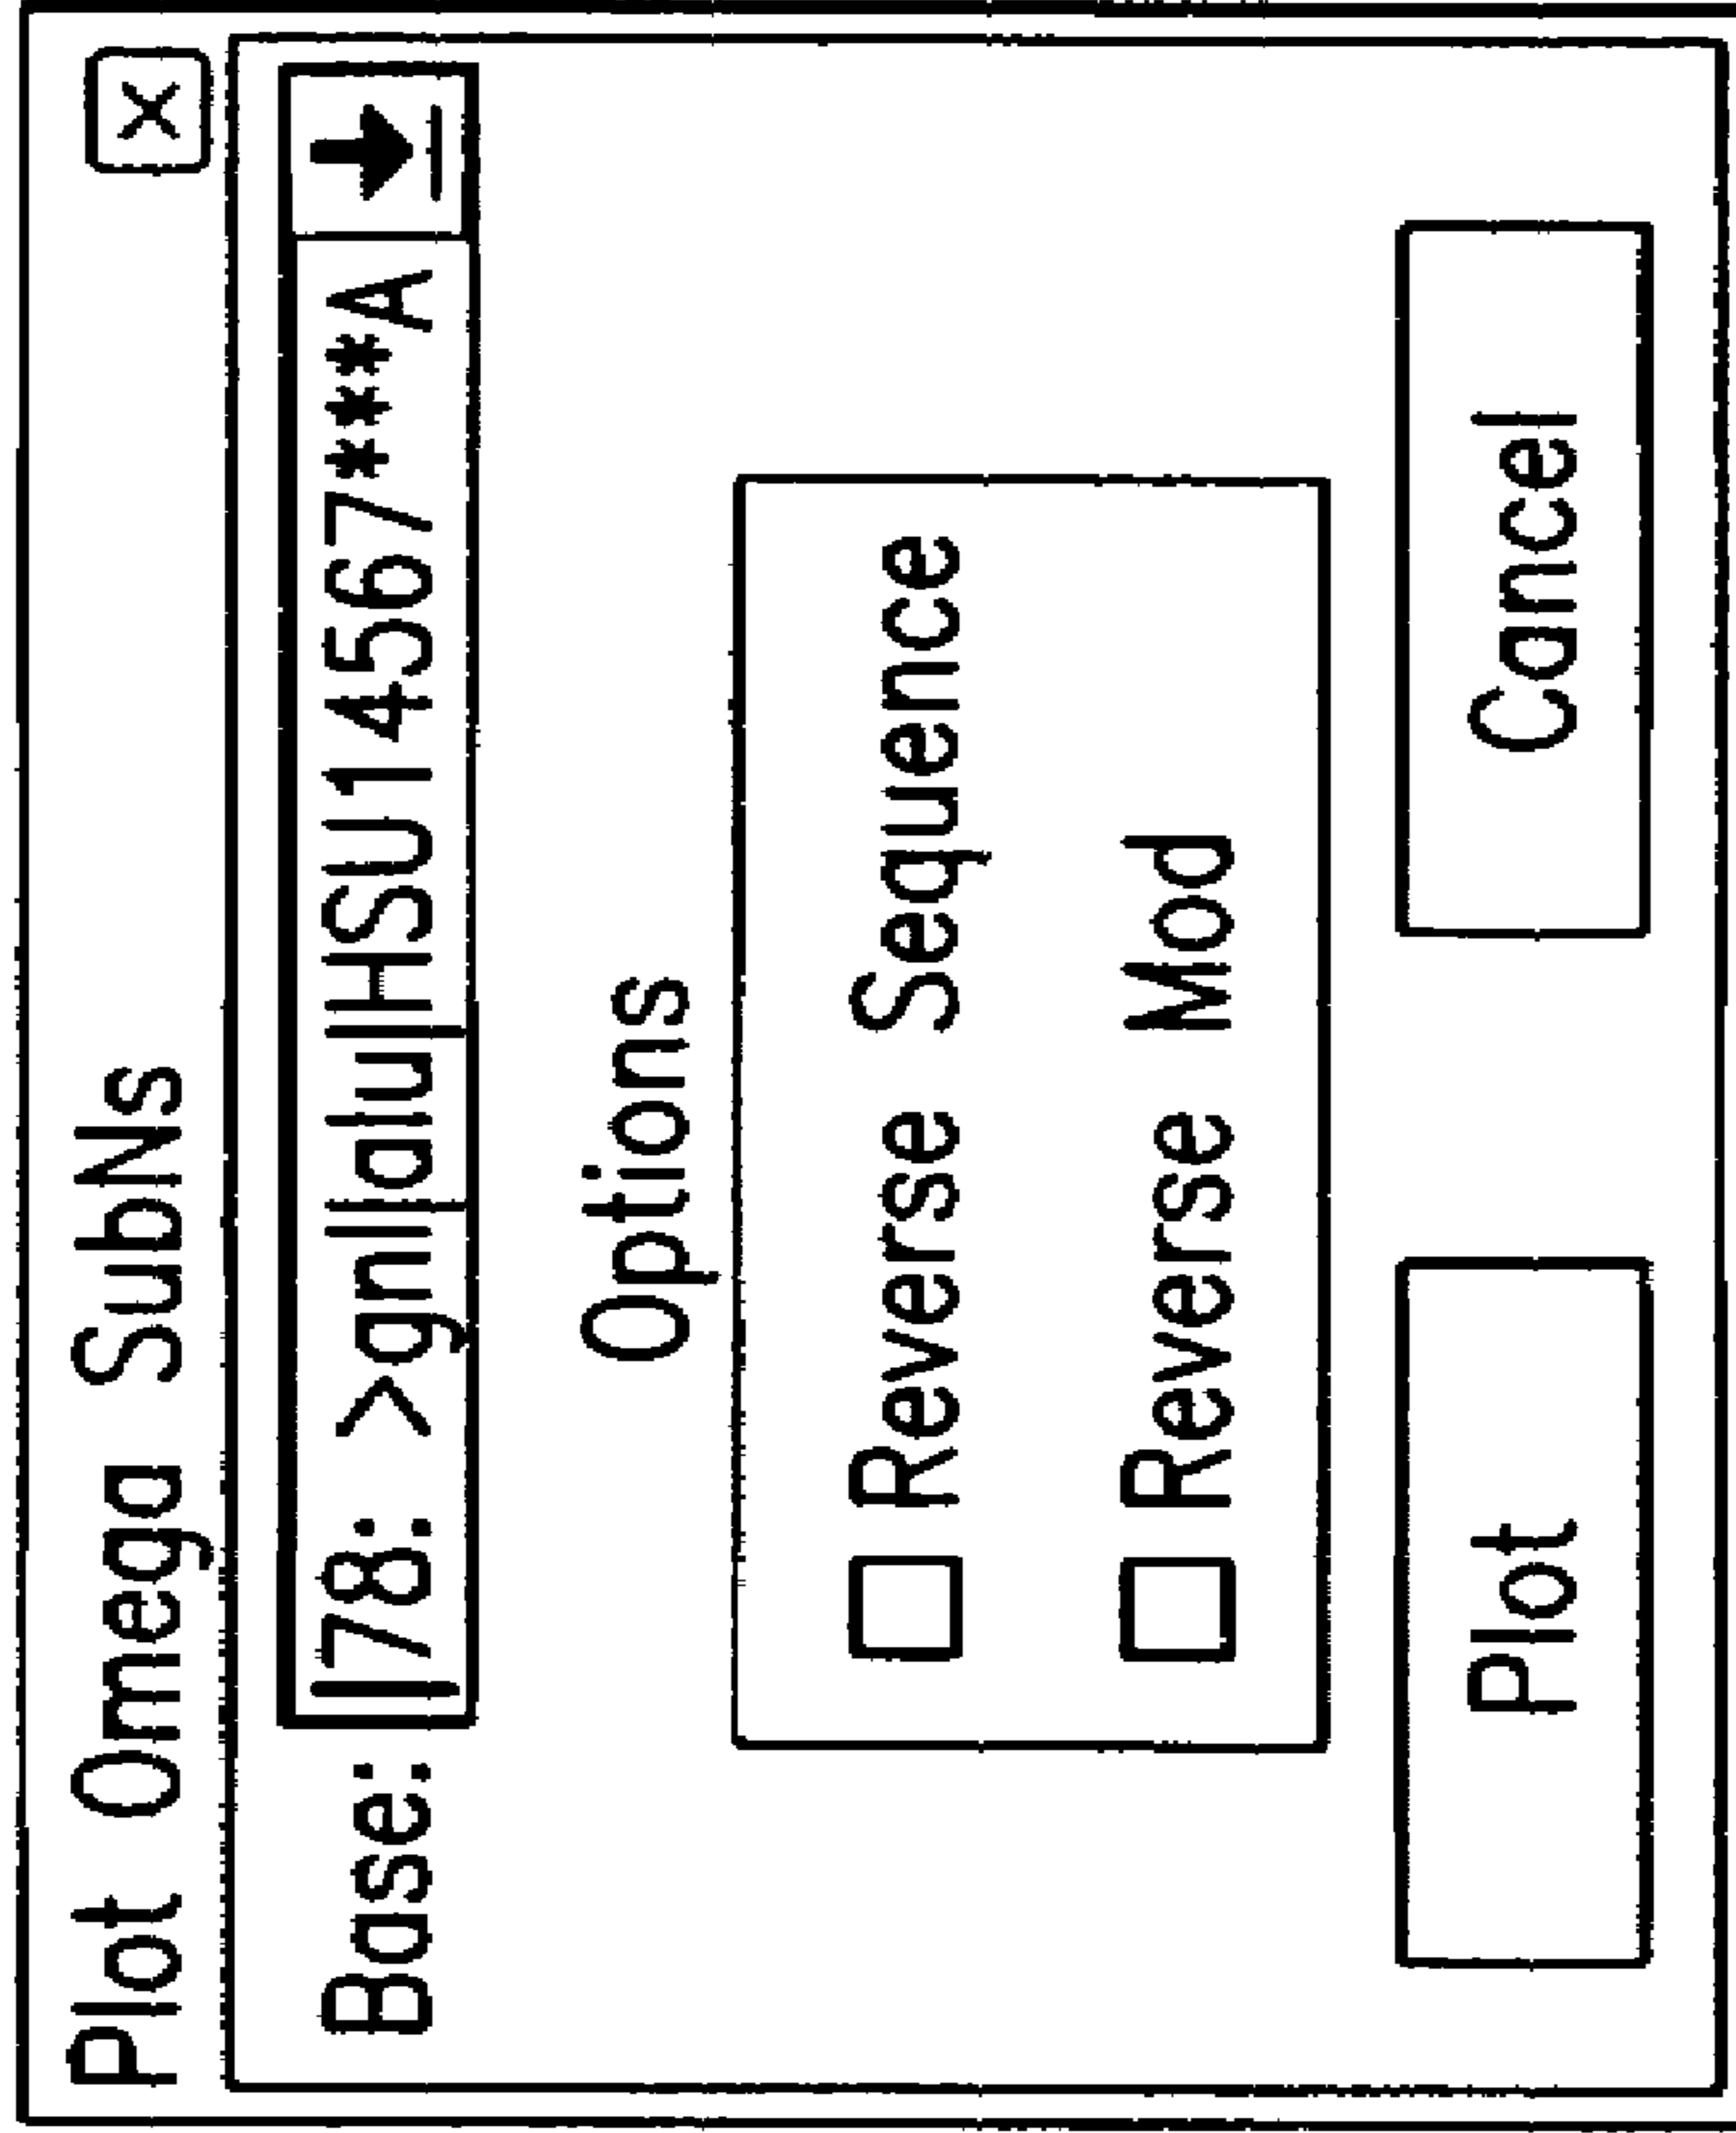 Plot Omega SubNs X
Base: |78: >gnl|alu|HSU14567***A
Options
Reverse Sequence
Reverse Mod
Plot Cancel